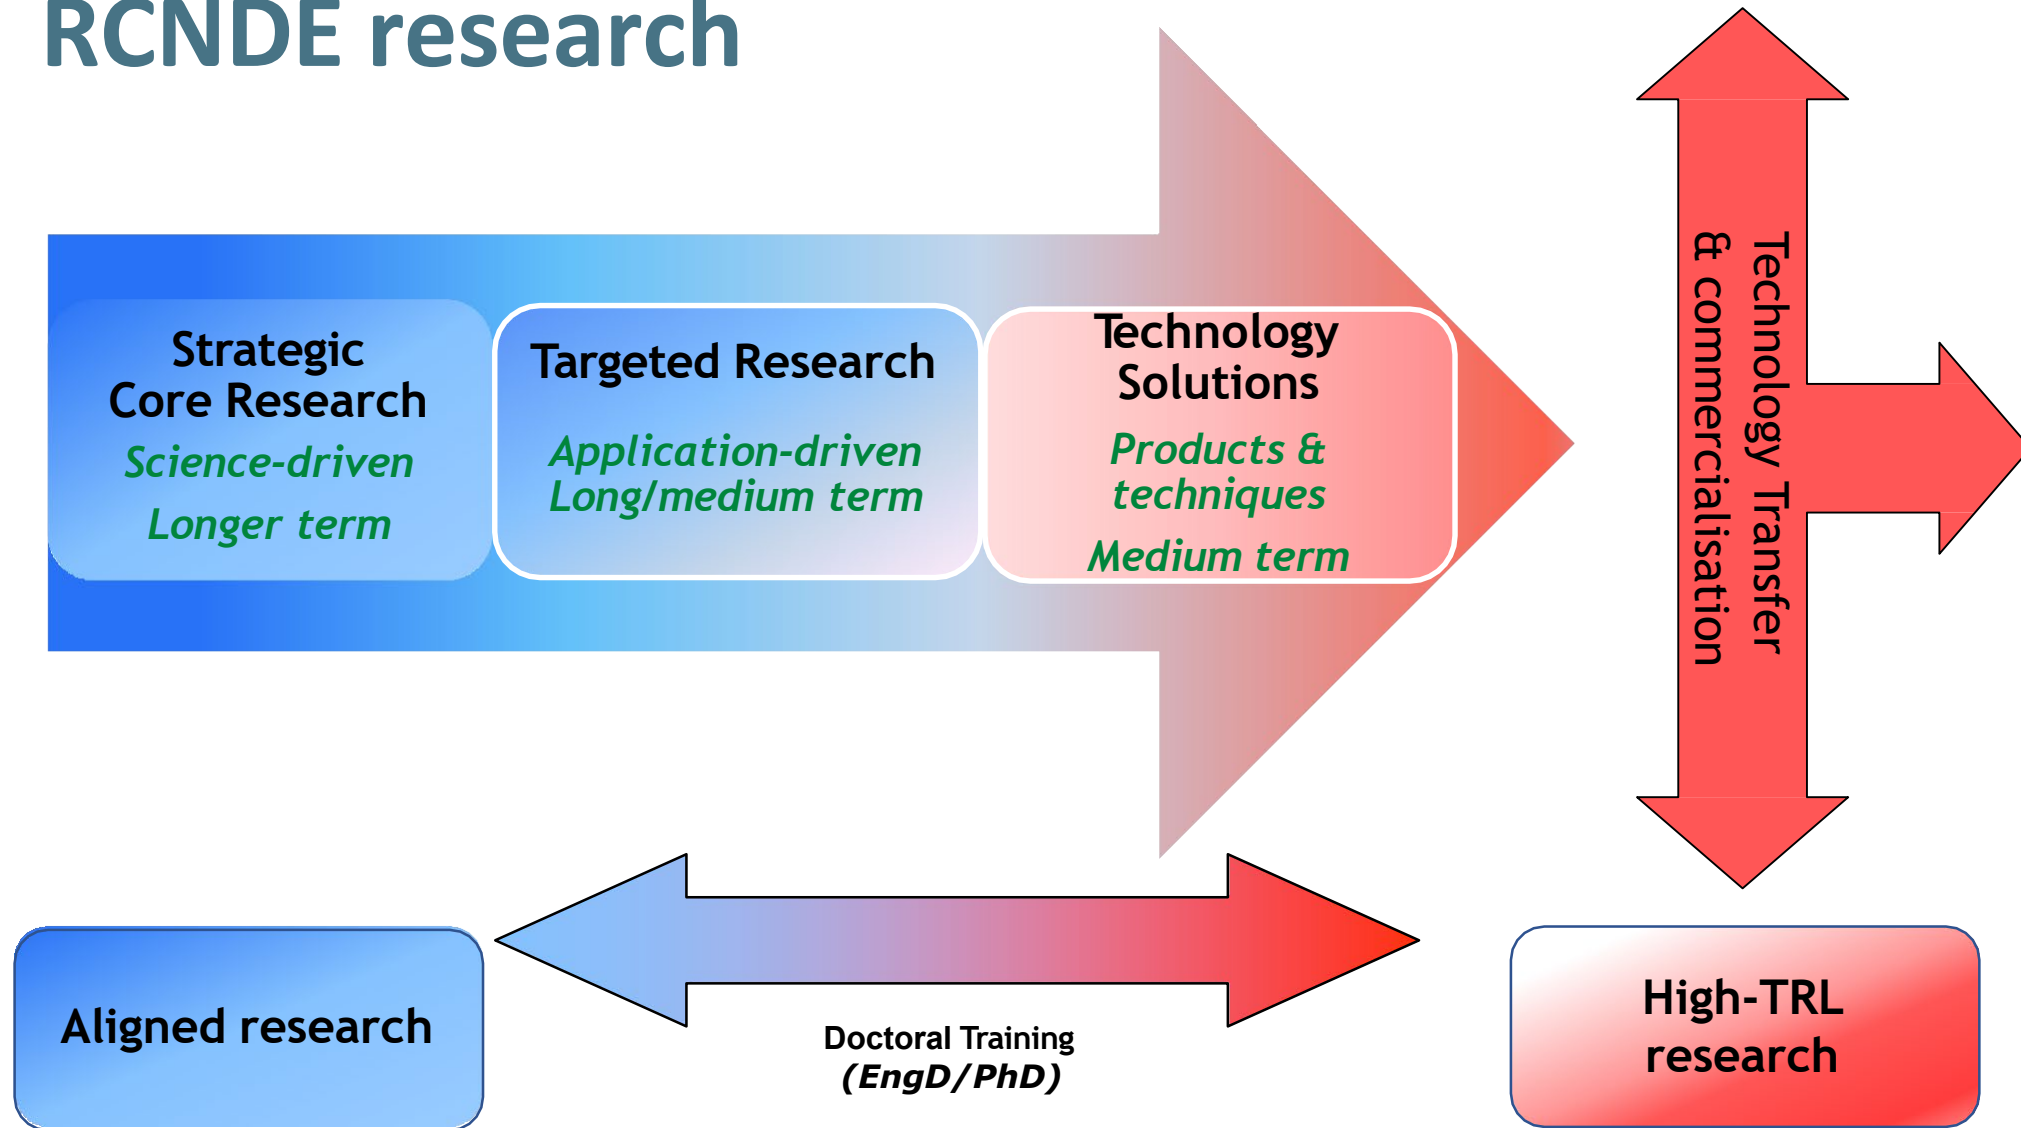 RCNDE research
Strategic
Core Research
Science-driven
Longer term
Targeted Research
Application-driven
Long/medium term
Technology
Solutions
Products &
techniques
Medium term
Technology Transfer
& commercialisation
Aligned research
Doctoral Training
(EngD/PhD)
High-TRL
research